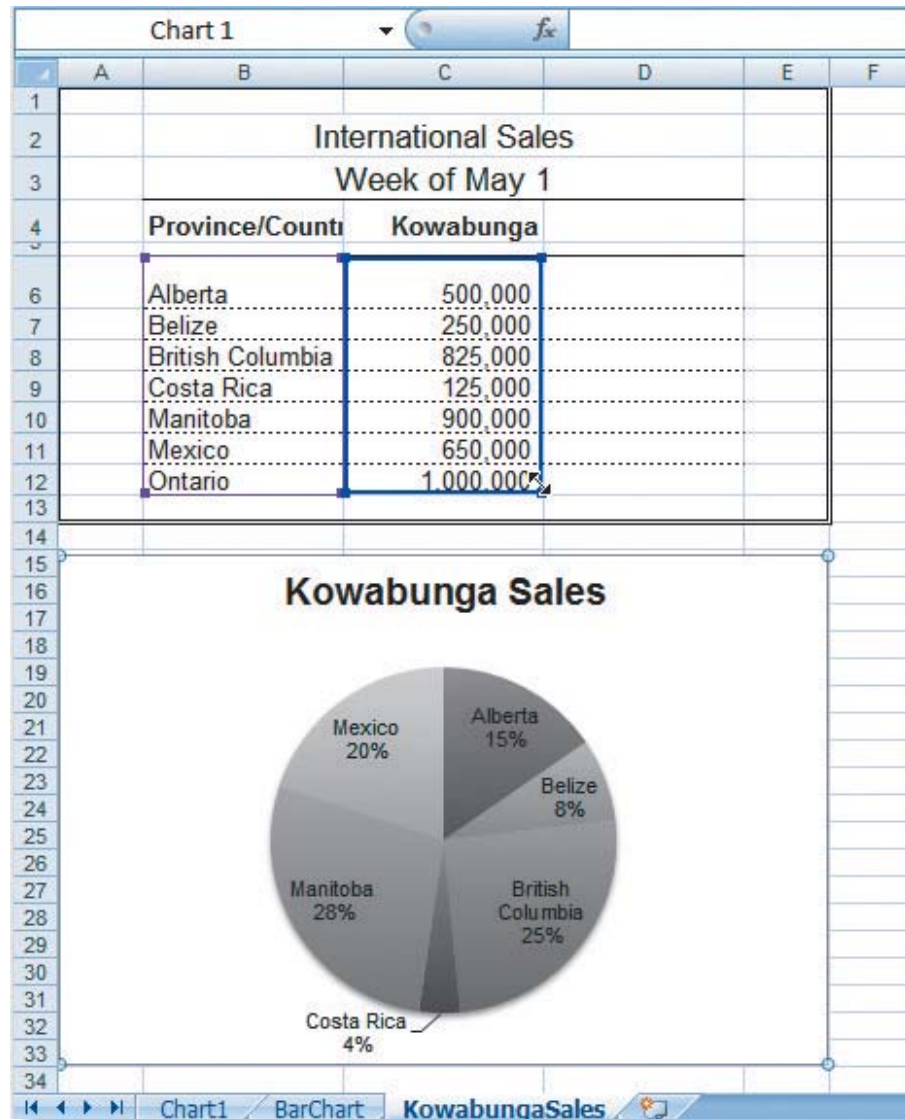 Chart 1 fx
A B C D E F
1
2 International Sales
3 Week of May 1
4 Province/Count Kowabunga
6 Alberta 500,000
7 Belize 250,000
8 British Columbia 825,000
9 Costa Rica 125,000
10 Manitoba 900,000
11 Mexico 650,000
12 Ontario 1,000,000
13
14
15
16 Kowabunga Sales
17
18
19
20
21
22
23
24
25
26
27
28
29
30
31
32
33
34
Alberta
15%
Belize
8%
British
Columbia
25%
Costa Rica
4%
Manitoba
28%
Mexico
20%
Chart1 BarChart KowabungaSales